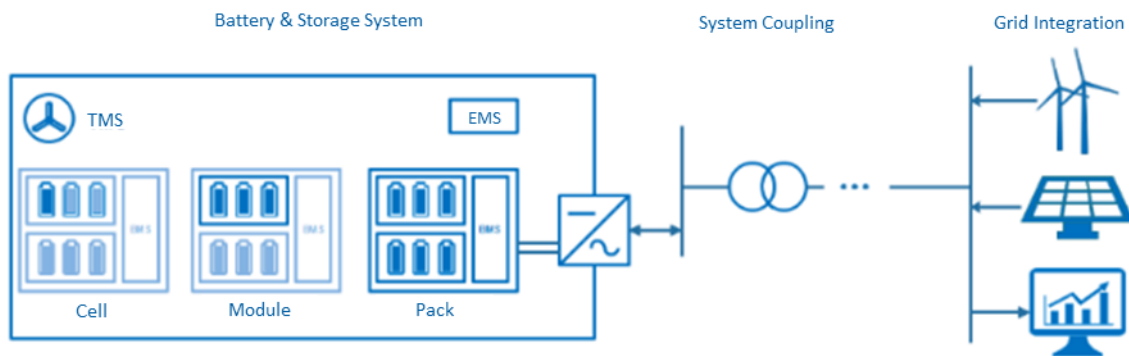 Battery & Storage System
System Coupling
Grid Integration
TMS
EMS
BMS
BMS
BMS
Cell
Module
Pack